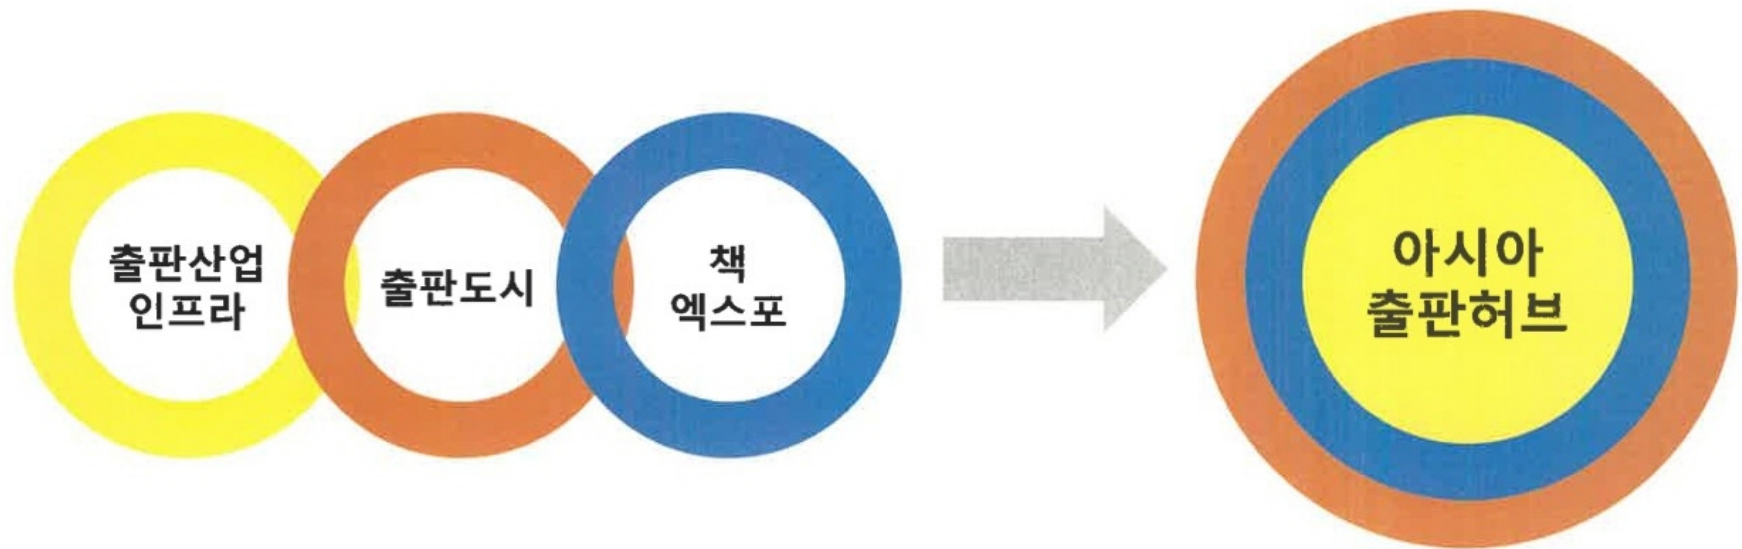 출판산업
인프라
출판도시
책
엑스포
아시아
출판허브